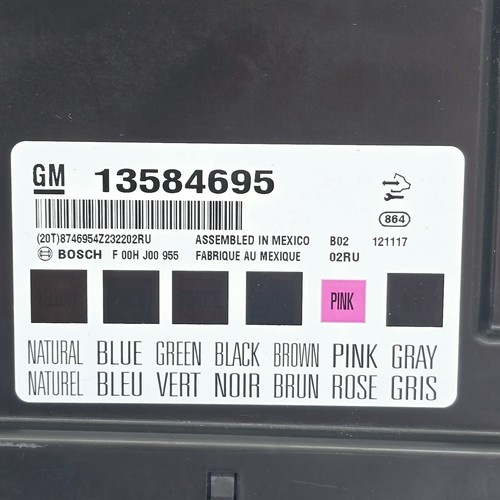 GM 13584695
864
(20T)8746954Z232202RU ASSEMBLED IN MEXICO B02 121117
BOSCH F 00H J00 955 FABRIQUE AU MEXIQUE 02RU
PINK
NATURAL BLUE GREEN BLACK BROWN PINK GRAY
NATUREL BLEU VERT NOIR BRUN ROSE GRIS